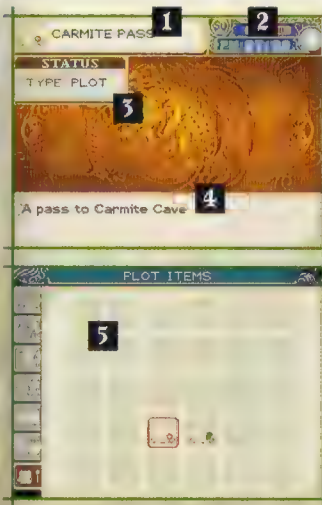 1
2
CARMITE PASS
STATUS
TYPE PLOT
3
4
A pass to Carmite Cave
PLOT ITEMS
5